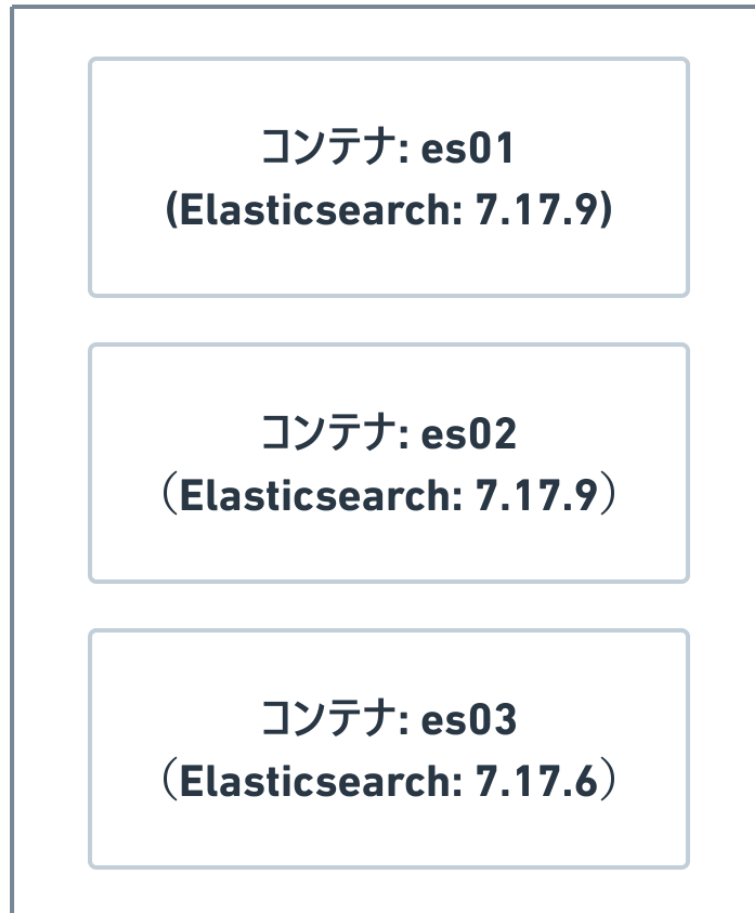 コンテナ: es01
(Elasticsearch: 7.17.9)
コンテナ: es02
（Elasticsearch: 7.17.9）
コンテナ: es03
（Elasticsearch: 7.17.6）